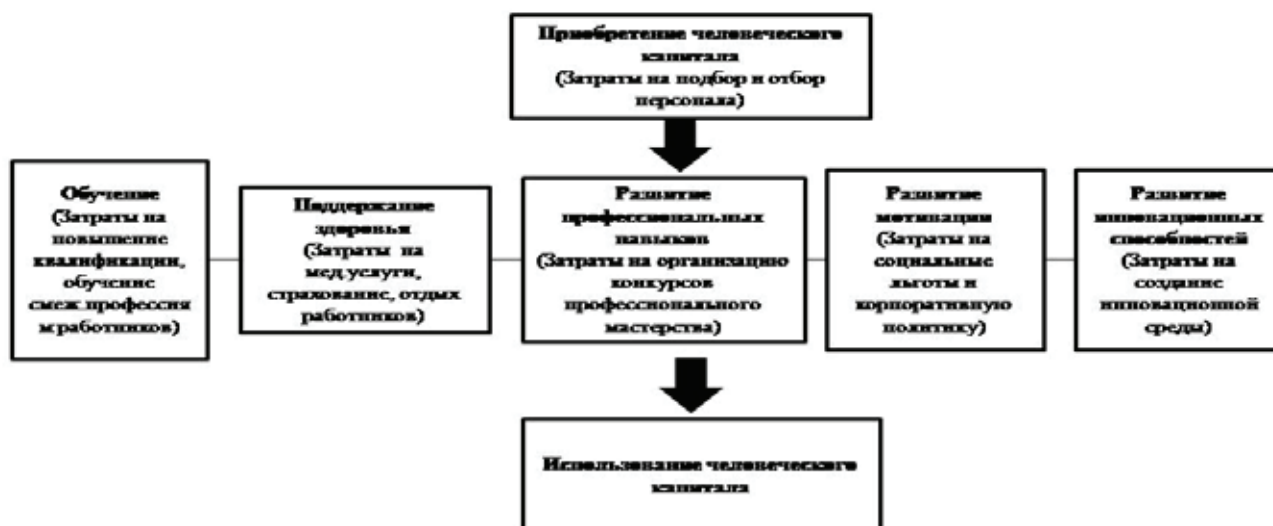 Приобретение человеческого
капитала
(Затраты на подбор и отбор
персонала)
Обучение
(Затраты на
повышение
квалификации,
обучение
смеж профессия
м работников)
Поддержание
здоровья
(Затраты на
мед.услуги,
страхование, отдых
работников)
Развитие
профессиональных
навыков
(Затраты на организацию
конкурсов
профессионального
мастерства)
Развитие
мотивации
(Затраты на
социальные
льготы и
корпоративную
политику)
Развитие
инновационных
способностей
(Затраты на
создание
инновационной
среды)
Использование человеческого
капитала